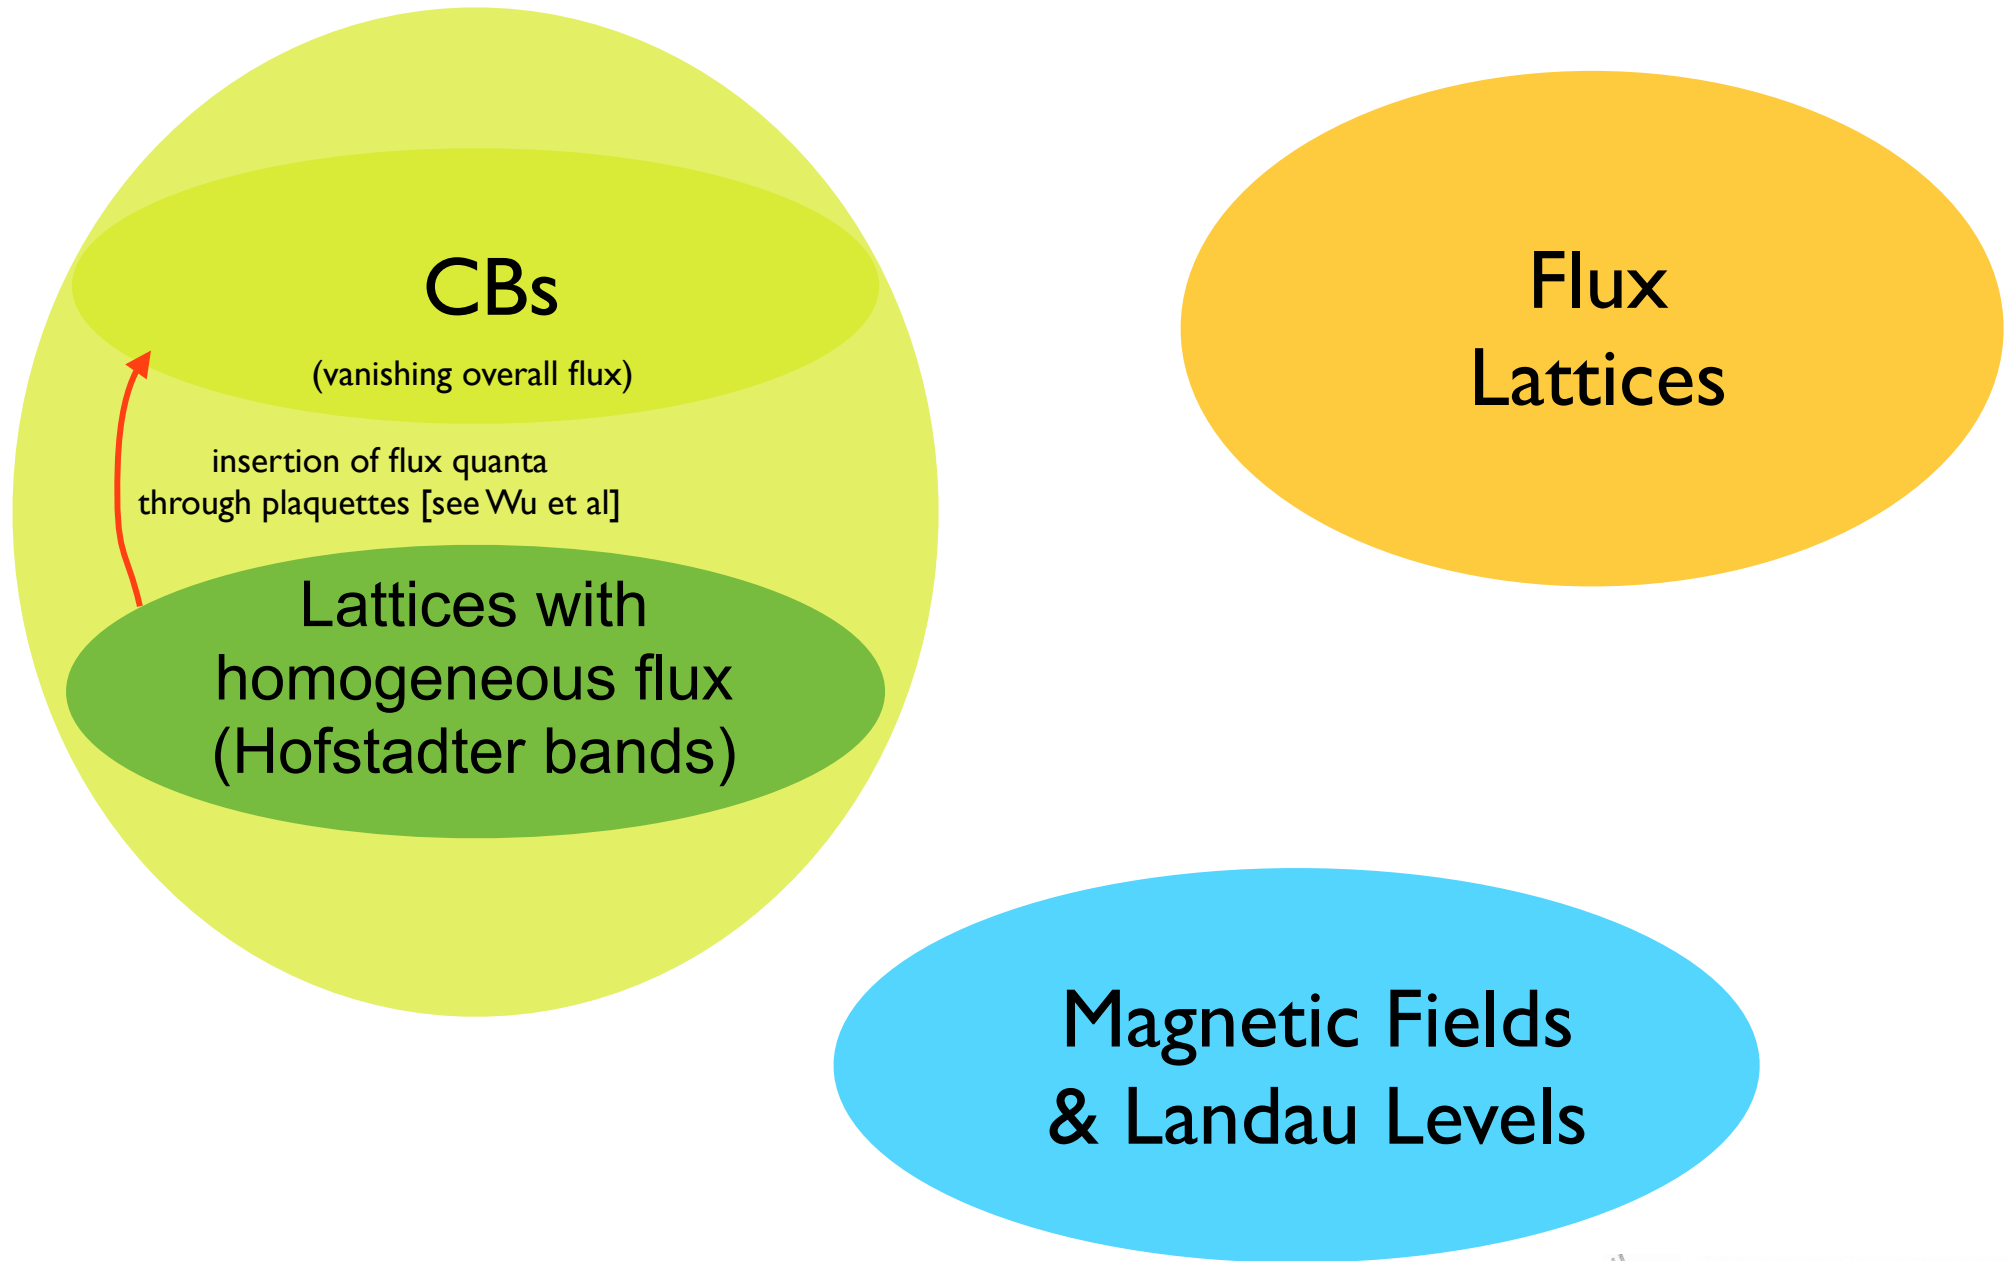 CBs
(vanishing overall flux)
insertion of flux quanta
through plaquettes [see Wu et al]
Lattices with
homogeneous flux
(Hofstadter bands)
Flux
Lattices
Magnetic Fields
& Landau Levels